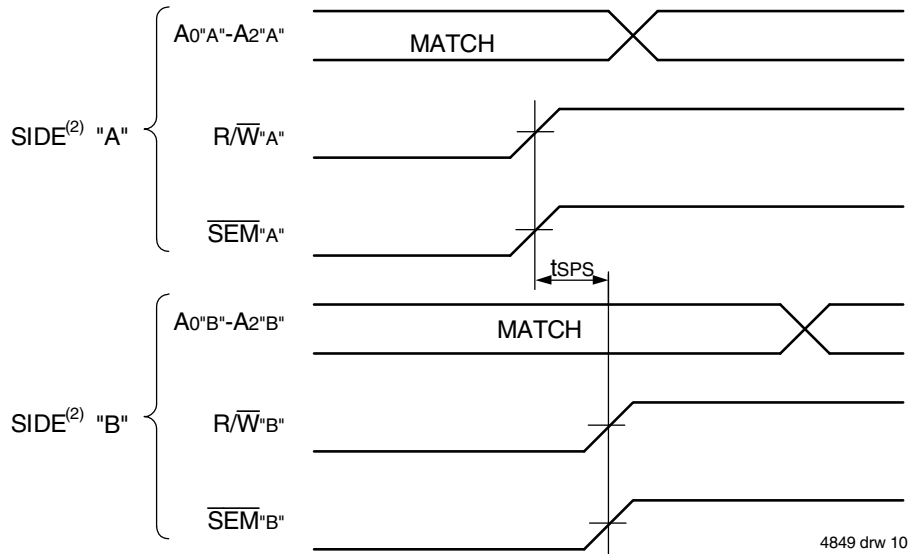 A0"A"-A2"A"
MATCH
SIDE(2) "A"
R/W"A"
SEM"A"
tSPS
A0"B"-A2"B"
MATCH
SIDE(2) "B"
R/W"B"
SEM"B"
4849 drw 10